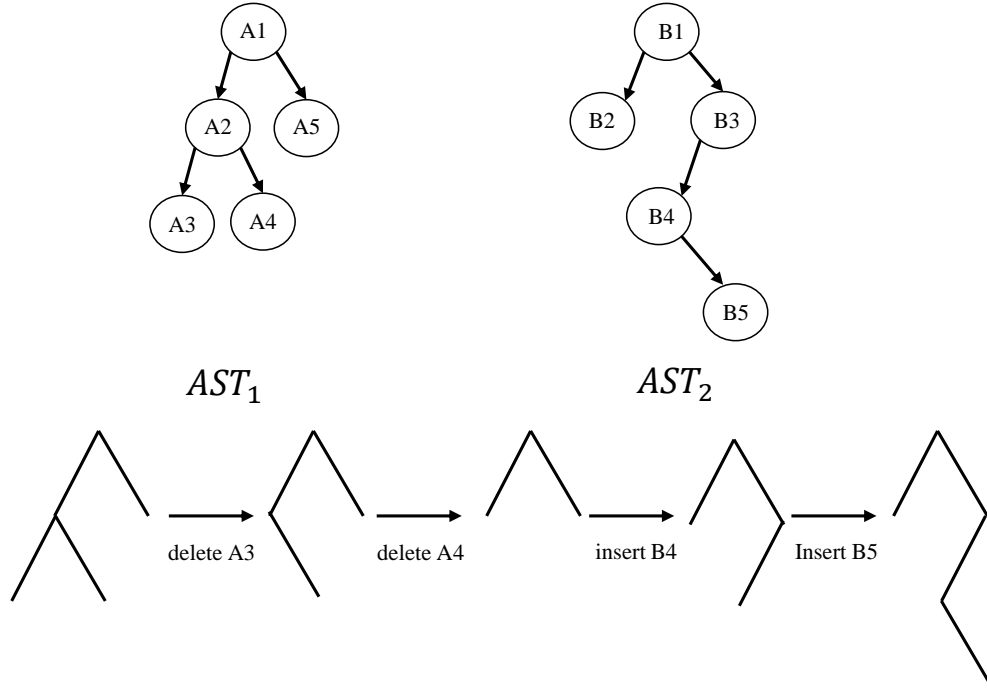 A1
B1
A2
A5
B2
B3
A3
A4
B4
B5
AST₁
AST₂
delete A3
delete A4
insert B4
Insert B5